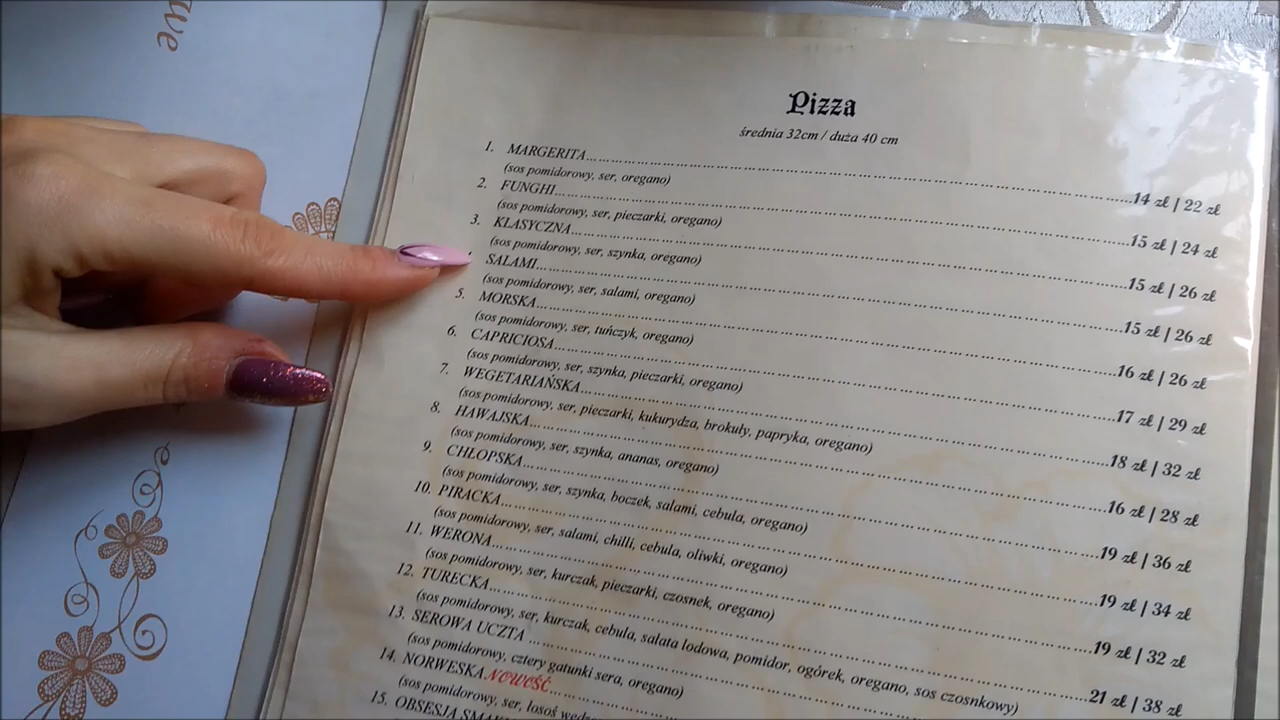 Pizza
średnia 32cm / duża 40 cm
1. MARGERITA..........14 zł | 22 zł
(sos pomidorowy, ser, oregano)
2. FUNGHI..........15 zł | 24 zł
(sos pomidorowy, ser, pieczarki, oregano)
3. KLASYCZNA..........15 zł | 26 zł
(sos pomidorowy, ser, szynka, oregano)
SALAMI..........15 zł | 26 zł
(sos pomidorowy, ser, salami, oregano)
5. MORSKA..........16 zł | 26 zł
(sos pomidorowy, ser, tuńczyk, oregano)
6. CAPRICIOSA..........17 zł | 29 zł
(sos pomidorowy, ser, szynka, pieczarki, oregano)
7. WEGETARIAŃSKA..........18 zł | 32 zł
(sos pomidorowy, ser, pieczarki, kukurydza, brokuły, papryka, oregano)
8. HAWAJSKA..........16 zł | 28 zł
(sos pomidorowy, ser, szynka, ananas, oregano)
9. CHŁOPSKA..........19 zł | 36 zł
(sos pomidorowy, ser, szynka, boczek, salami, cebula, oregano)
10. PIRACKA..........19 zł | 34 zł
(sos pomidorowy, ser, salami, chilli, cebula, oliwki, oregano)
11. WERONA..........19 zł | 32 zł
(sos pomidorowy, ser, kurczak, pieczarki, czosnek, oregano)
12. TURECKA..........21 zł | 38 zł
(sos pomidorowy, ser, kurczak, cebula, sałata lodowa, pomidor, ogórek, oregano, sos czosnkowy)
13. SEROWA UCZTA..........
(sos pomidorowy, cztery gatunki sera, oregano)
14. NORWESKA NOWOŚĆ..........
(sos pomidorowy, ser, łosoś
15. OBSESJA